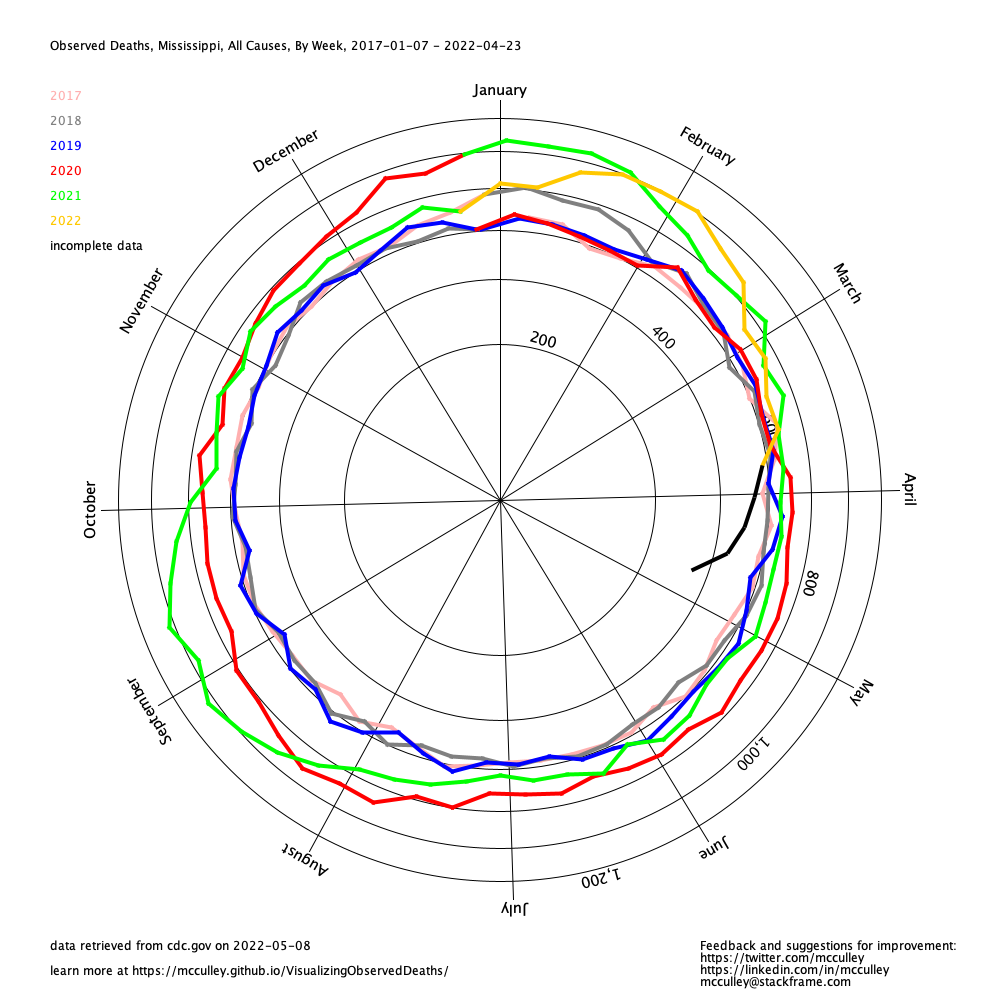 Observed Deaths, Mississippi, All Causes, By Week, 2017-01-07 - 2022-04-23
January
2017
2018
2019
2020
2021
2022
incomplete data
December
February
November
March
200
400
October
April
800
September
May
1,000
August
June
1,200
July
data retrieved from cdc.gov on 2022-05-08
learn more at https://mcculley.github.io/VisualizingObservedDeaths/
Feedback and suggestions for improvement:
https://twitter.com/mcculley
https://linkedin.com/in/mcculley
mcculley@stackframe.com